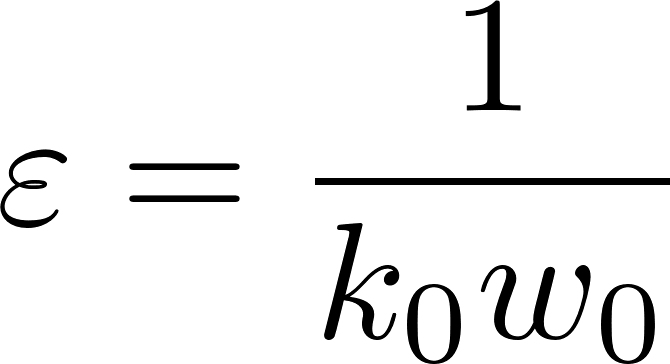 ε = 1/(k₀w₀)